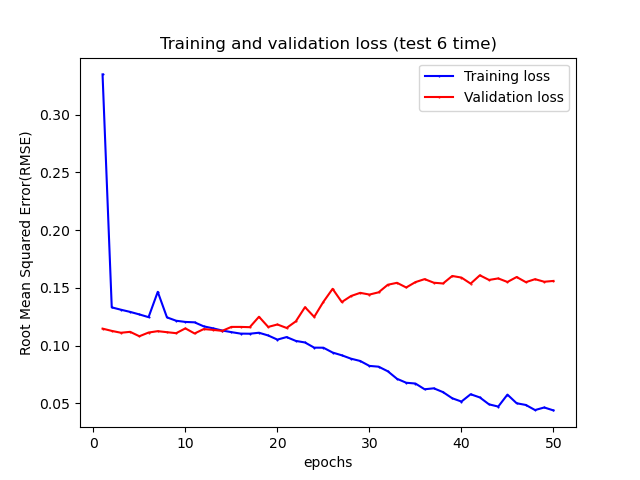 Training and validation loss (test 6 time)
Training loss
Validation loss
Root Mean Squared Error(RMSE)
0.30
0.25
0.20
0.15
0.10
0.05
0 10 20 30 40 50
epochs